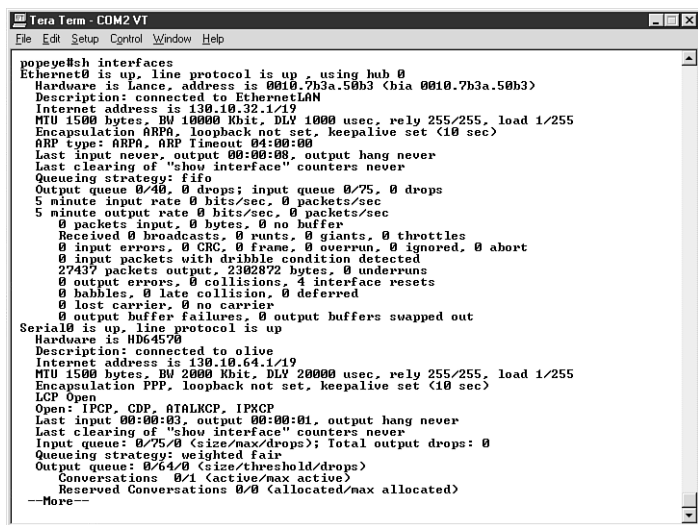 Tera Term - COM2 VT
File Edit Setup Control Window Help
popeye#sh interfaces
Ethernet0 is up, line protocol is up , using hub 0
Hardware is Lance, address is 0010.7b3a.50b3 (bia 0010.7b3a.50b3)
Description: connected to EthernetLAN
Internet address is 130.10.32.1/19
MTU 1500 bytes, BW 10000 Kbit, DLY 1000 usec, rely 255/255, load 1/255
Encapsulation ARPA, loopback not set, keepalive set (10 sec)
ARP type: ARPA, ARP Timeout 04:00:00
Last input never, output 00:00:08, output hang never
Last clearing of "show interface" counters never
Queueing strategy: fifo
Output queue 0/40, 0 drops; input queue 0/75, 0 drops
5 minute input rate 0 bits/sec, 0 packets/sec
5 minute output rate 0 bits/sec, 0 packets/sec
0 packets input, 0 bytes, 0 no buffer
Received 0 broadcasts, 0 runts, 0 giants, 0 throttles
0 input errors, 0 CRC, 0 frame, 0 overrun, 0 ignored, 0 abort
0 input packets with dribble condition detected
27437 packets output, 2302872 bytes, 0 underruns
0 output errors, 0 collisions, 4 interface resets
0 babbles, 0 late collision, 0 deferred
0 lost carrier, 0 no carrier
0 output buffer failures, 0 output buffers swapped out
Serial0 is up, line protocol is up
Hardware is HD64570
Description: connected to olive
Internet address is 130.10.64.1/19
MTU 1500 bytes, BW 2000 Kbit, DLY 20000 usec, rely 255/255, load 1/255
Encapsulation PPP, loopback not set, keepalive set (10 sec)
LCP Open
Open: IPCP, CDP, ATALKCP, IPXCP
Last input 00:00:03, output 00:00:01, output hang never
Last clearing of "show interface" counters never
Input queue: 0/75/0 (size/max/drops); Total output drops: 0
Queueing strategy: weighted fair
Output queue: 0/64/0 (size/threshold/drops)
Conversations 0/1 (active/max active)
Reserved Conversations 0/0 (allocated/max allocated)
--More--